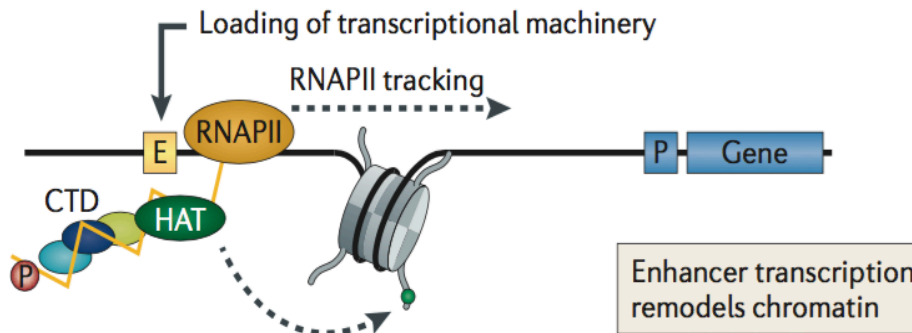 Loading of transcriptional machinery
RNAPII tracking
E
RNAPII
P
Gene
CTD
HAT
P
Enhancer transcription
remodels chromatin